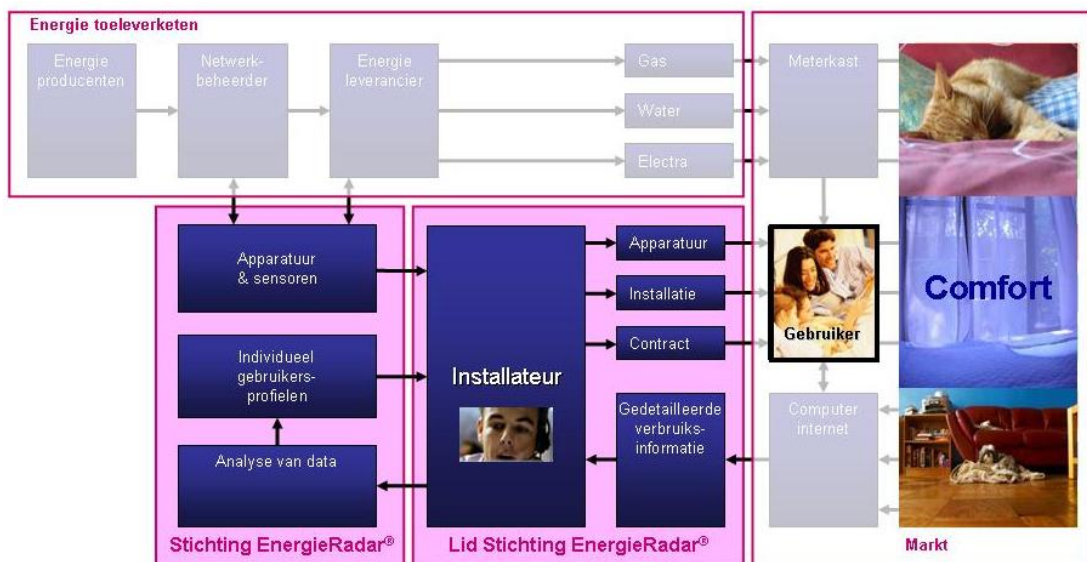 Energie toeleverketen
Energie
producenten
Netwerk-
beheerder
Energie
leverancier
Gas
Water
Electra
Meterkast
Apparatuur
& sensoren
Individueel
gebruikers-
profielen
Analyse van data
Stichting EnergieRadar®
Installateur
Apparatuur
Installatie
Contract
Gedetailleerde
verbruiks-
informatie
Lid Stichting EnergieRadar®
Gebruiker
Computer
internet
Comfort
Markt